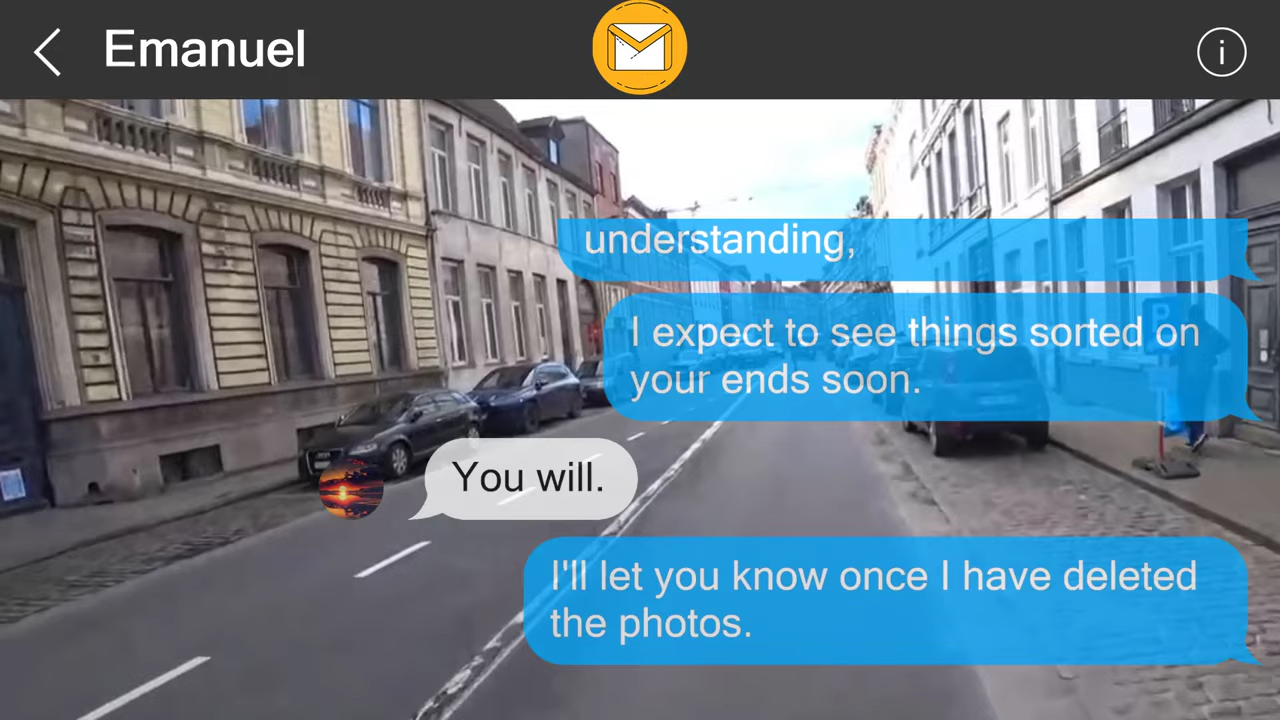 Emanuel
i
understanding,
I expect to see things sorted on
your ends soon.
You will.
I'll let you know once I have deleted
the photos.
P